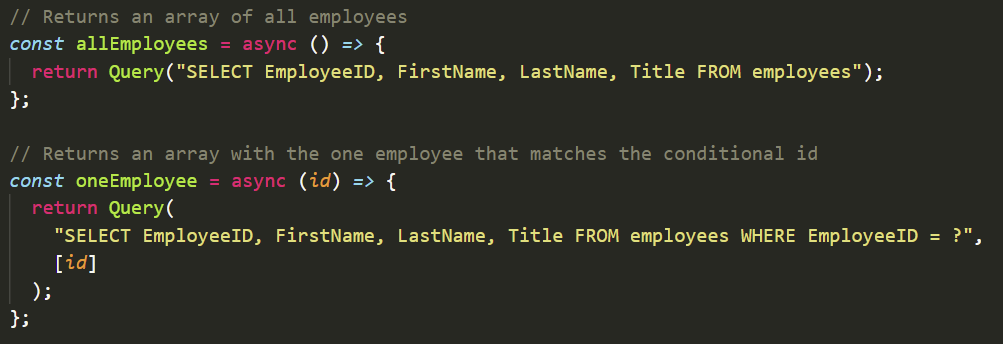 // Returns an array of all employees
const allEmployees = async () => {
  return Query("SELECT EmployeeID, FirstName, LastName, Title FROM employees");
};

// Returns an array with the one employee that matches the conditional id
const oneEmployee = async (id) => {
  return Query(
    "SELECT EmployeeID, FirstName, LastName, Title FROM employees WHERE EmployeeID = ?",
    [id]
  );
};